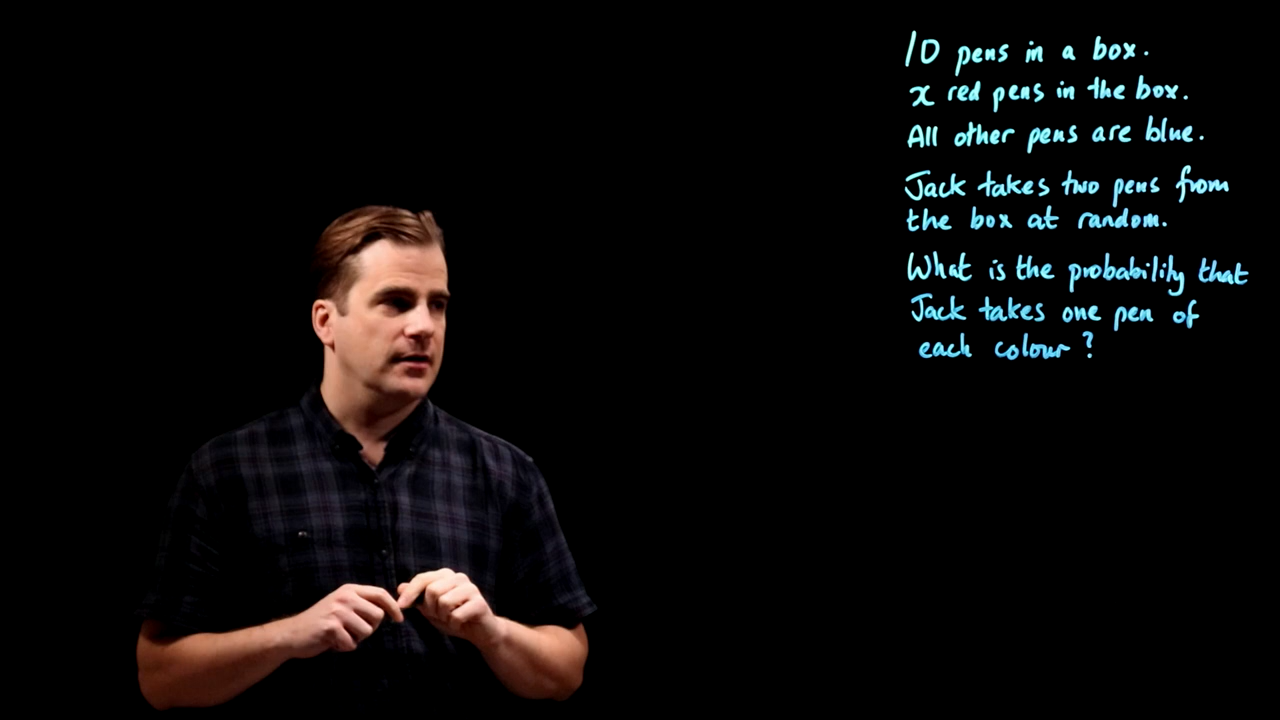 10 pens in a box.
x red pens in the box.
All other pens are blue.
Jack takes two pens from
the box at random.
What is the probability that
Jack takes one pen of
each colour?